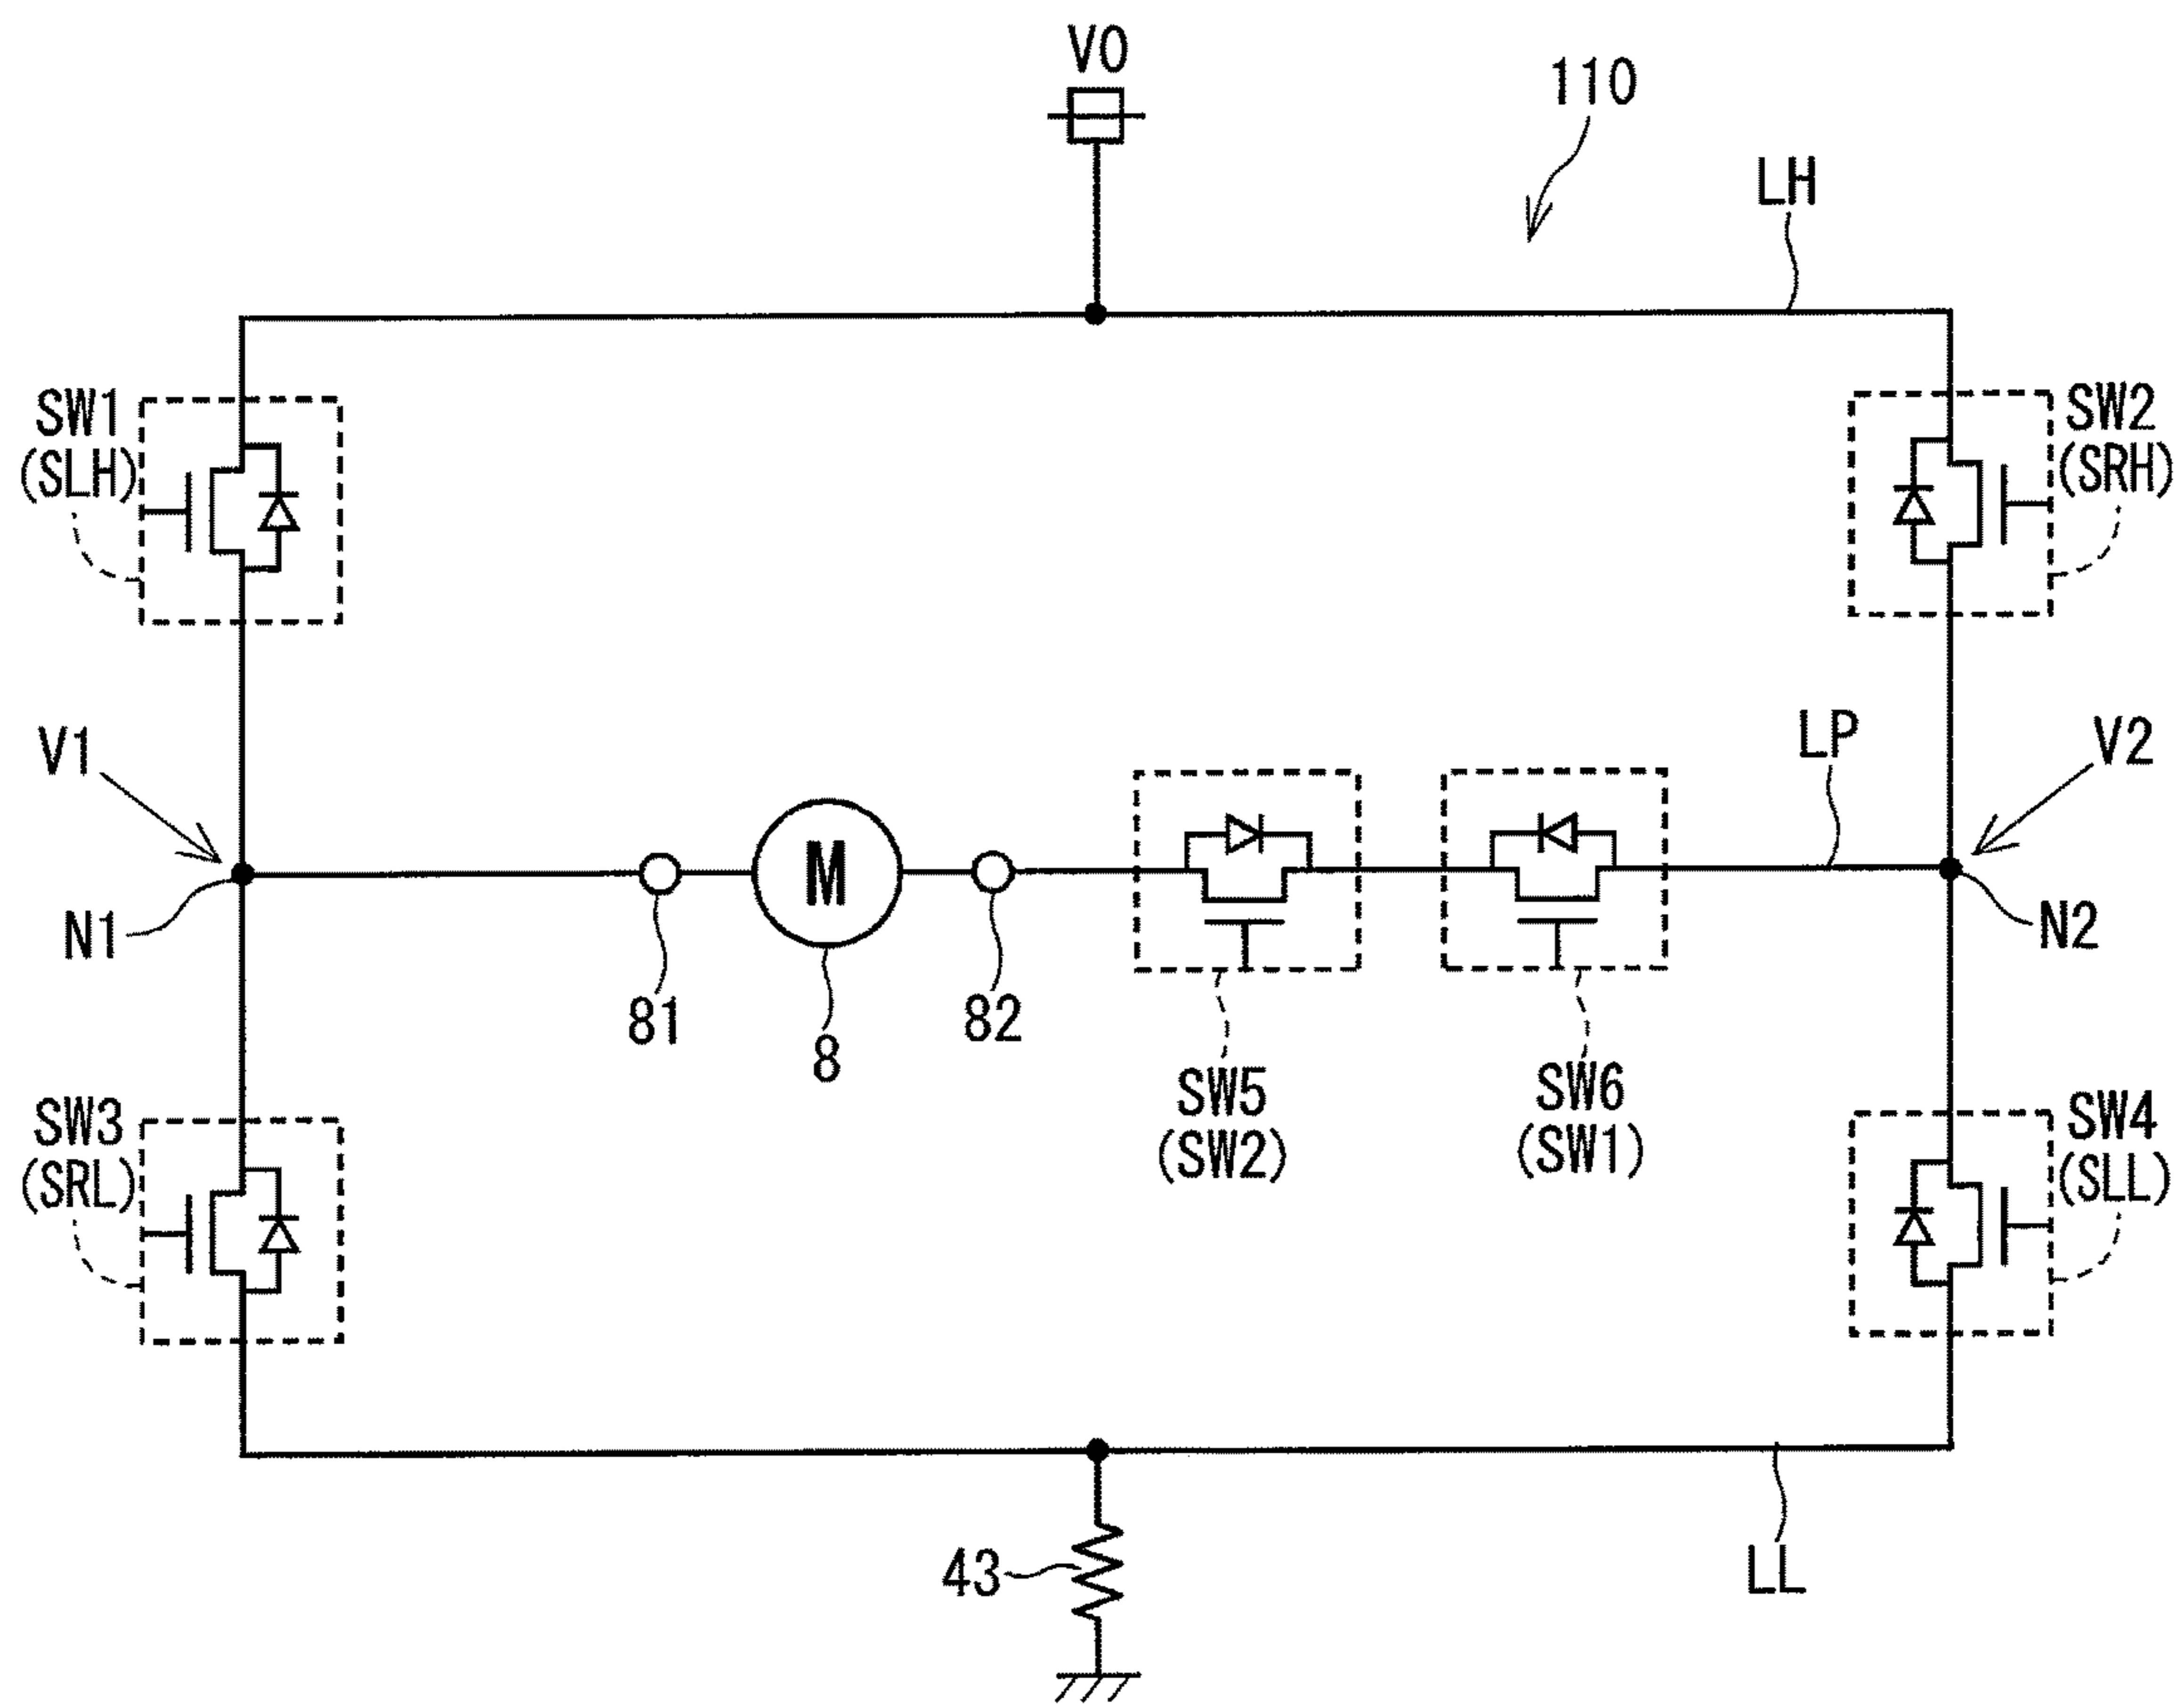 V0
110
LH
SW1
(SLH)
SW2
(SRH)
V1
LP
V2
M
N1
N2
81
8
82
SW5
(SW2)
SW6
(SW1)
SW3
(SRL)
SW4
(SLL)
43
LL